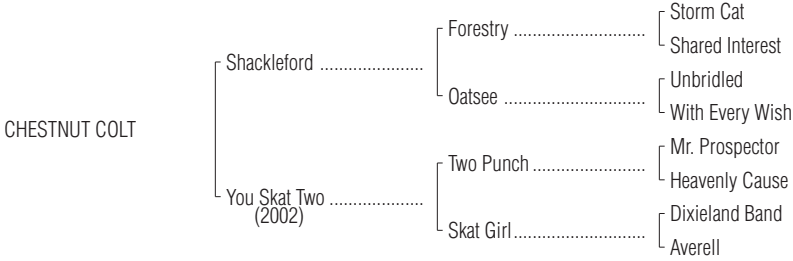 Storm Cat
Forestry ............................
Shared Interest
Shackleford ......................
Unbridled
Oatsee ..............................
With Every Wish
CHESTNUT COLT
Mr. Prospector
Two Punch ........................
Heavenly Cause
You Skat Two ....................
(2002)
Dixieland Band
Skat Girl............................
Averell